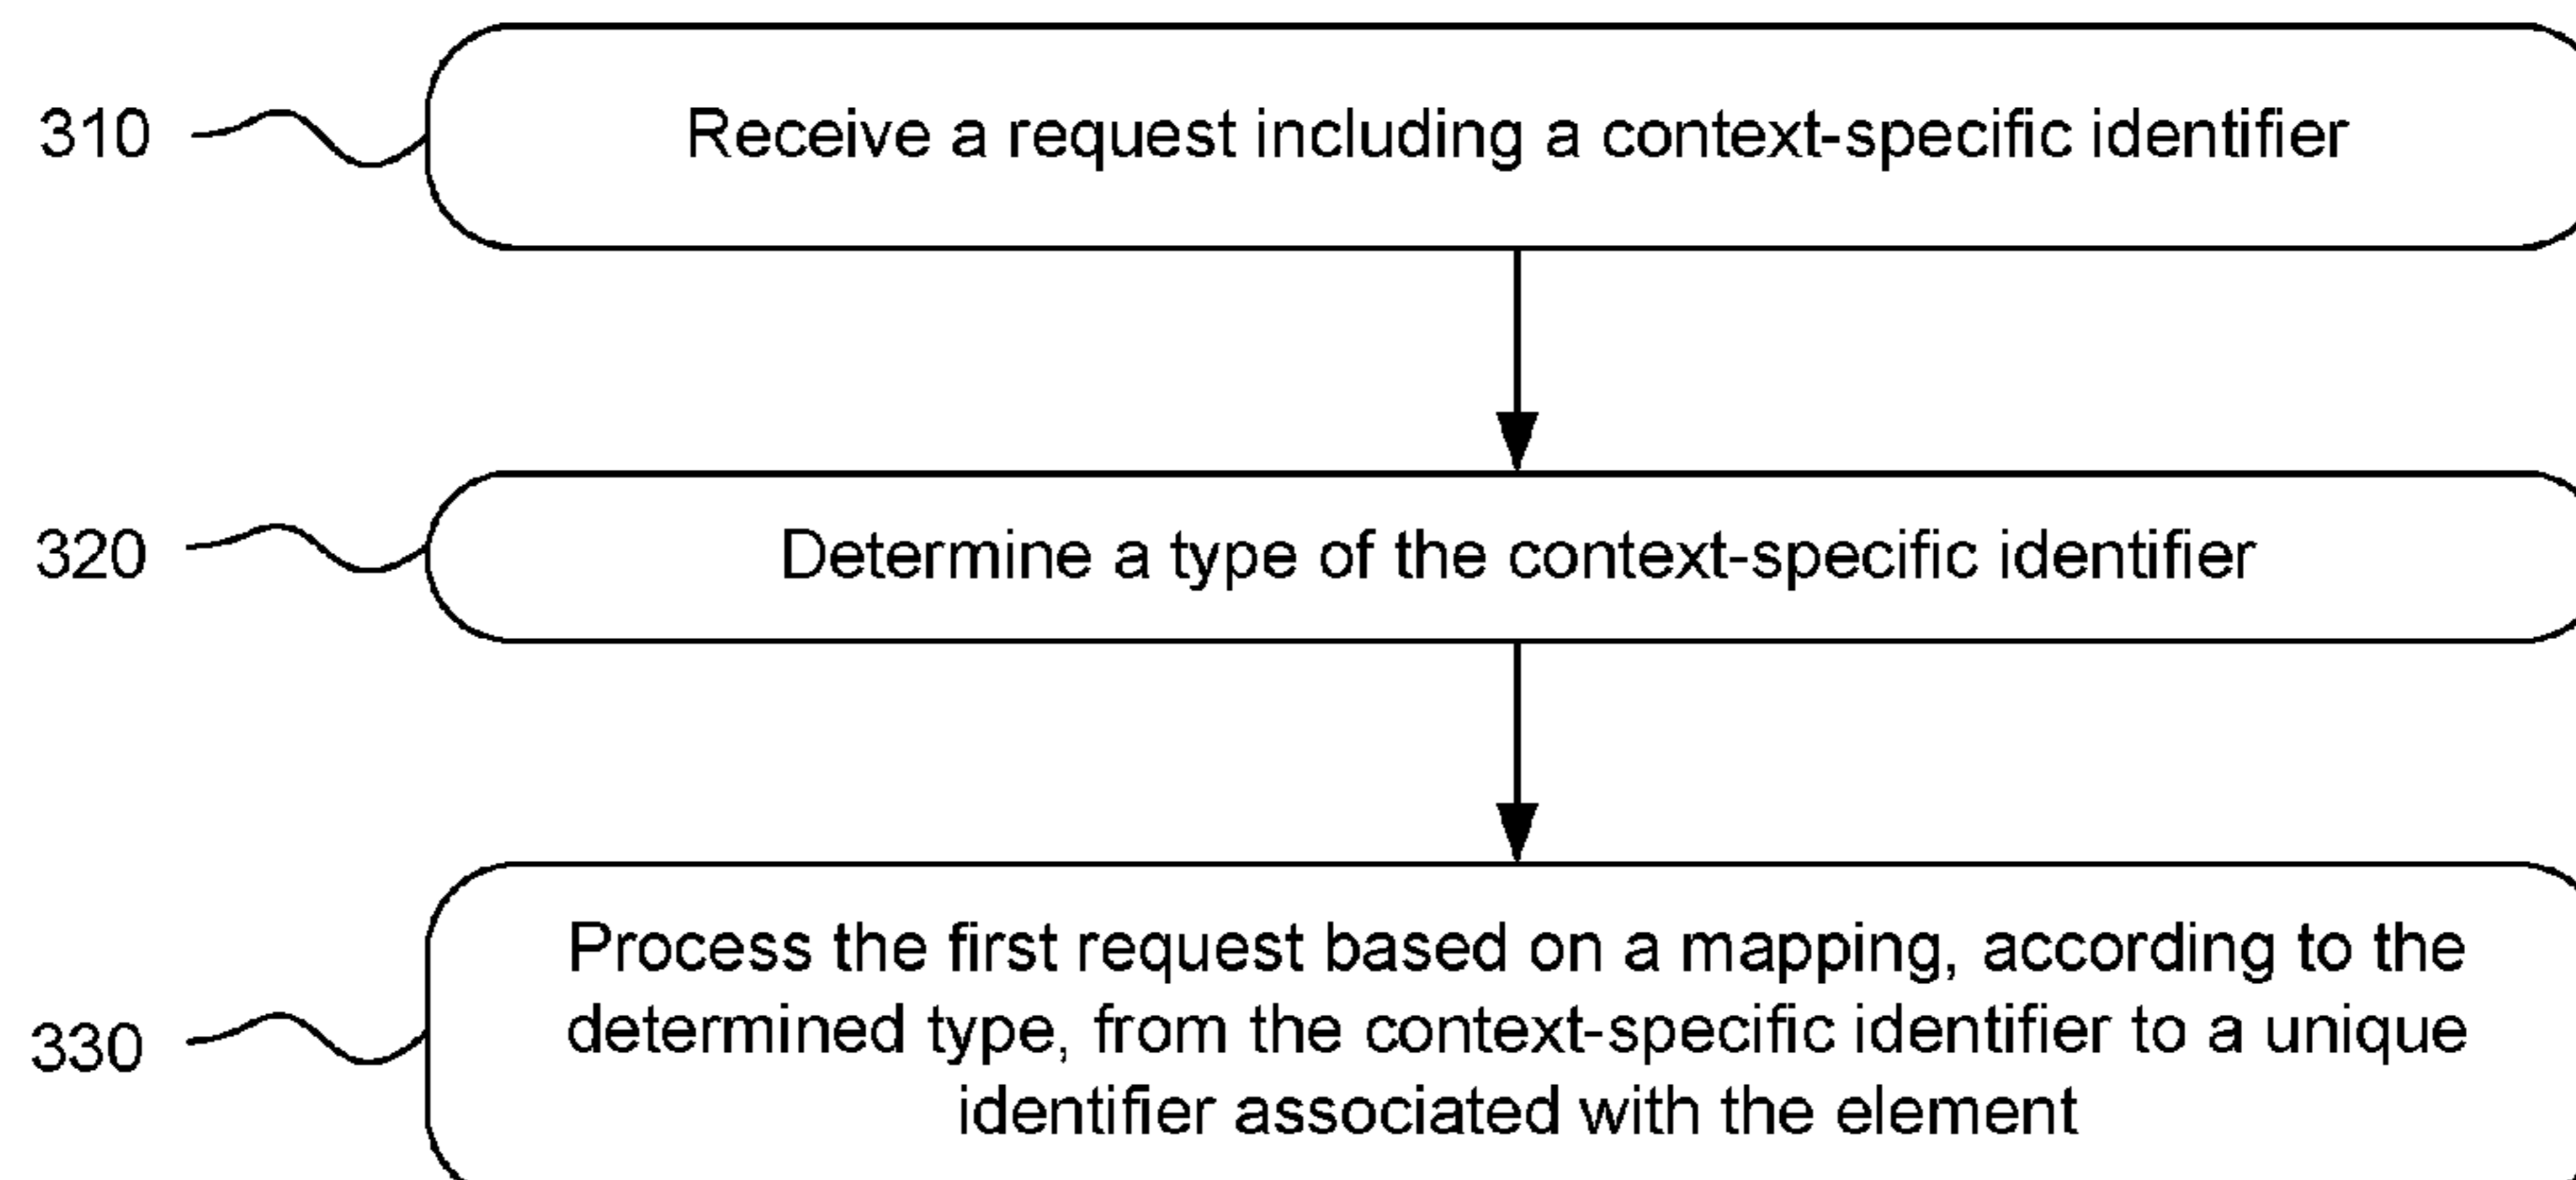 310
Receive a request including a context-specific identifier
320
Determine a type of the context-specific identifier
330
Process the first request based on a mapping, according to the
determined type, from the context-specific identifier to a unique
identifier associated with the element